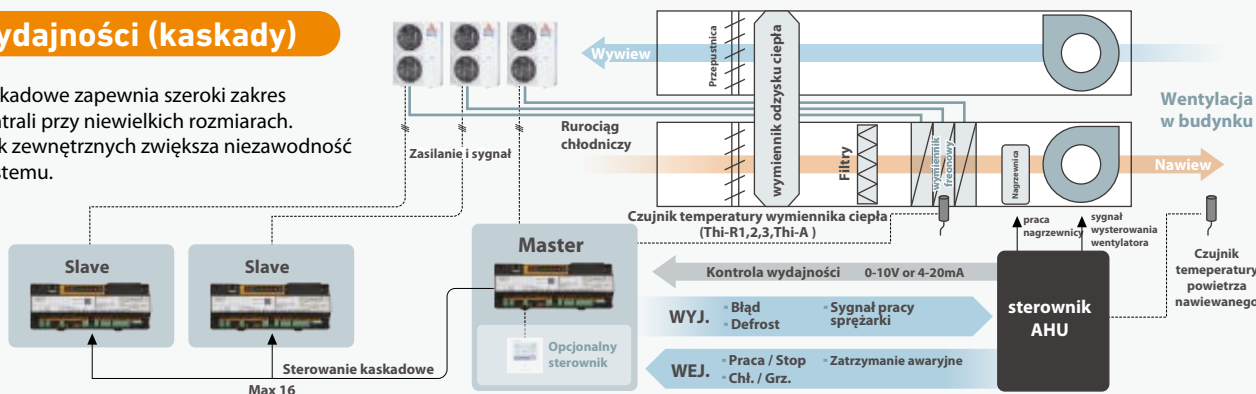 ydajności (kaskady)
kadowe zapewnia szeroki zakres
trali przy niewielkich rozmiarach.
k zewnętrznych zwiększa niezawodność
stemu.
Wywiew
Przepustnica
wymiennik odzysku ciepła
Wentylacja
w budynku
Rurociąg
chłodniczy
Zasilanie i sygnał
Filtry
wymiennik
freonowy
Nagrzewnica
Nawiew
Czujnik temperatury wymiennika ciepła
(Thi-R1,2,3,Thi-A )
praca
nagrzewnicy
sygnał
wysterowania
wentylatora
Czujnik
temeperatury
powietrza
nawiewanego
Slave
Slave
Master
Kontrola wydajności 0-10V or 4-20mA
sterownik
AHU
WYJ.
- Błąd
- Defrost
- Sygnał pracy
sprężarki
Opcjonalny
sterownik
WEJ.
- Praca / Stop
- Chł. / Grz.
- Zatrzymanie awaryjne
Sterowanie kaskadowe
Max 16